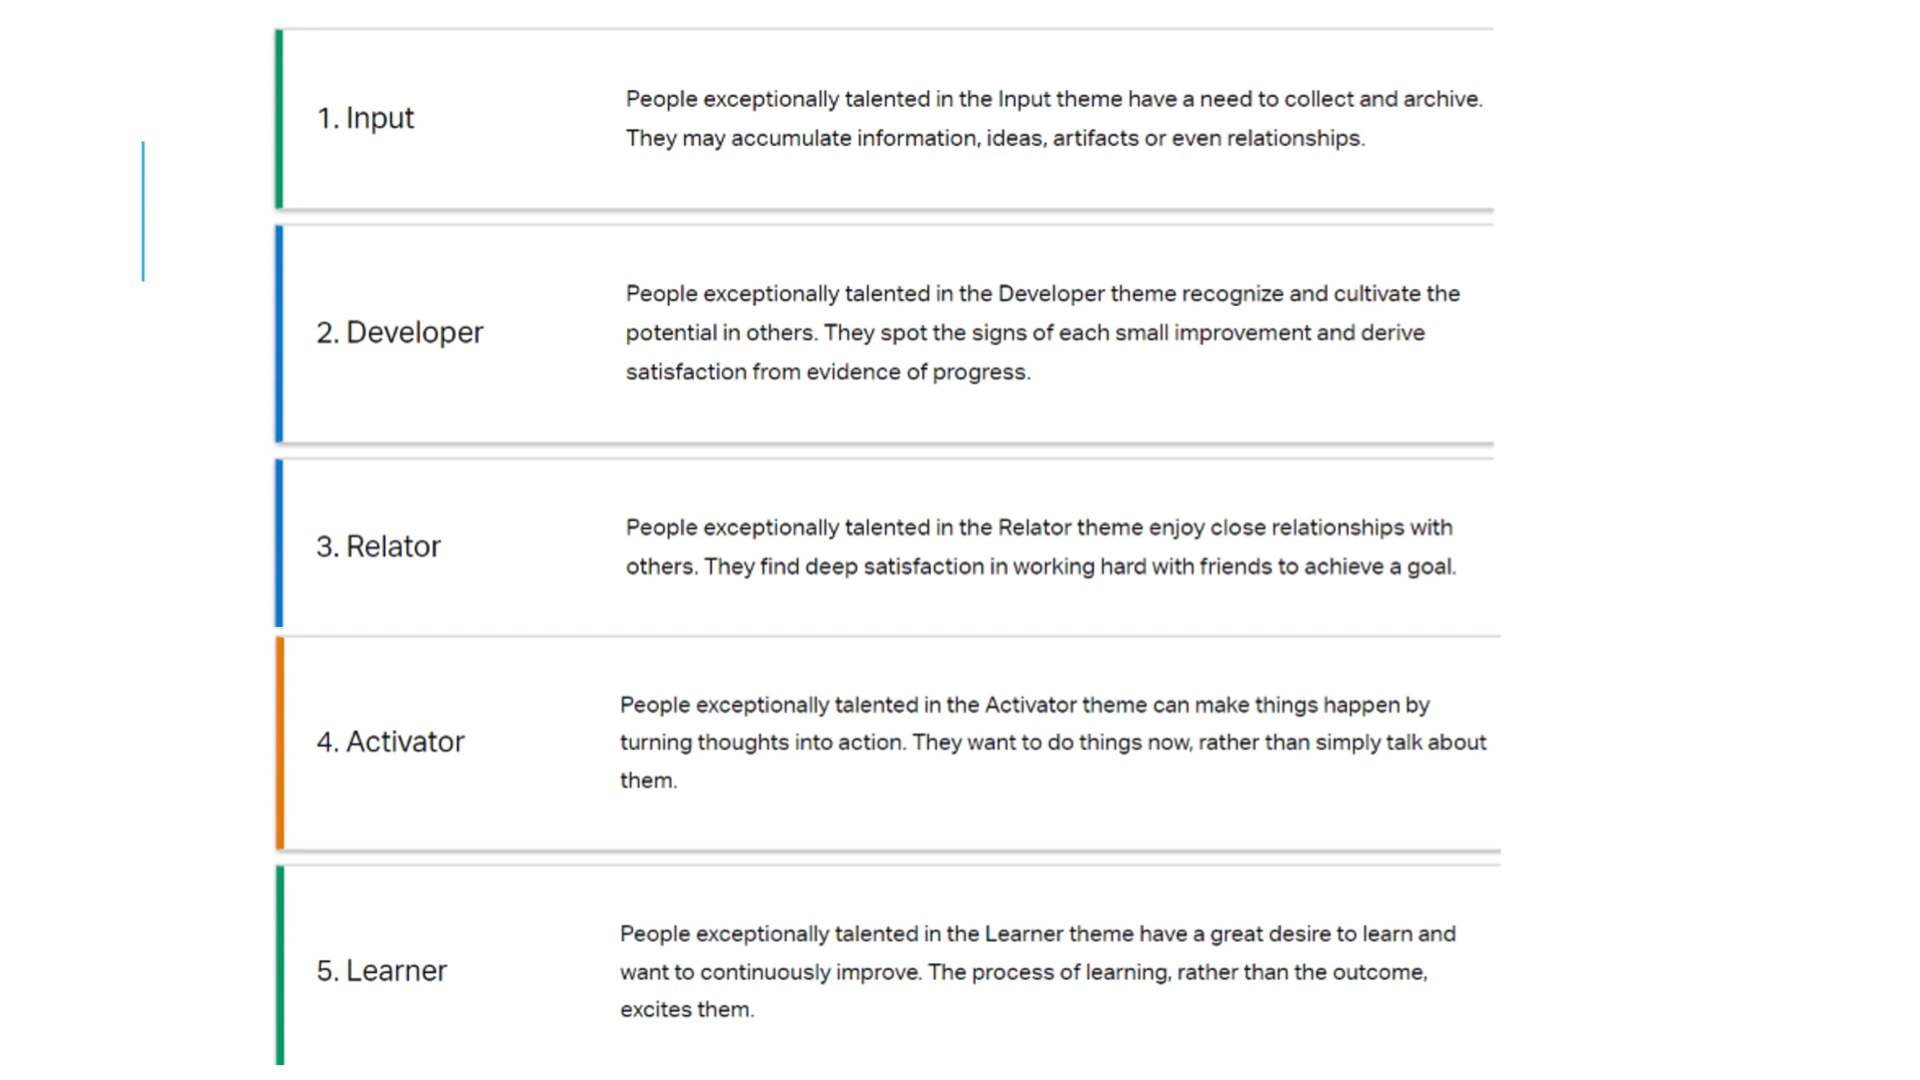 1. Input
People exceptionally talented in the Input theme have a need to collect and archive.
They may accumulate information, ideas, artifacts or even relationships.
2. Developer
People exceptionally talented in the Developer theme recognize and cultivate the
potential in others. They spot the signs of each small improvement and derive
satisfaction from evidence of progress.
3. Relator
People exceptionally talented in the Relator theme enjoy close relationships with
others. They find deep satisfaction in working hard with friends to achieve a goal.
4. Activator
People exceptionally talented in the Activator theme can make things happen by
turning thoughts into action. They want to do things now, rather than simply talk about
them.
5. Learner
People exceptionally talented in the Learner theme have a great desire to learn and
want to continuously improve. The process of learning, rather than the outcome,
excites them.